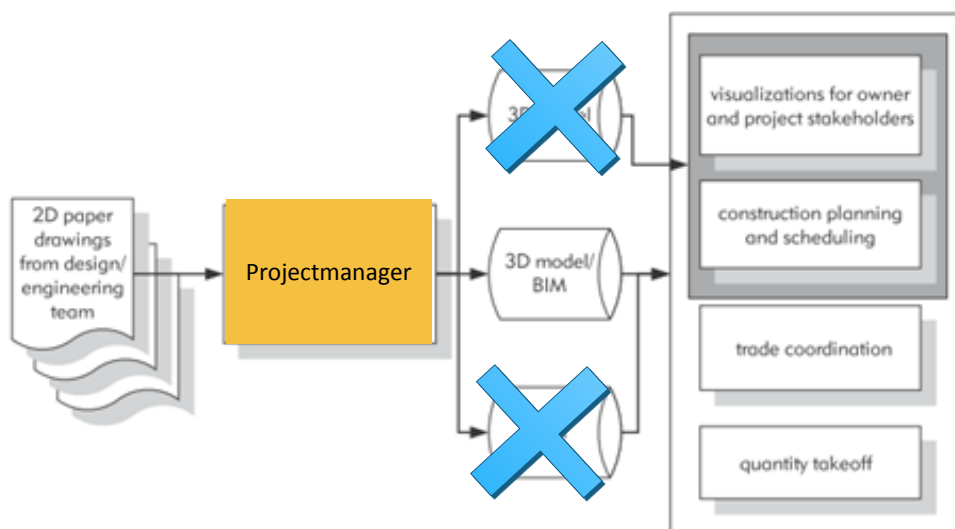 2D paper
drawings
from design/
engineering
team
Projectmanager
3D model/
BIM
visualizations for owner
and project stakeholders
construction planning
and scheduling
trade coordination
quantity takeoff